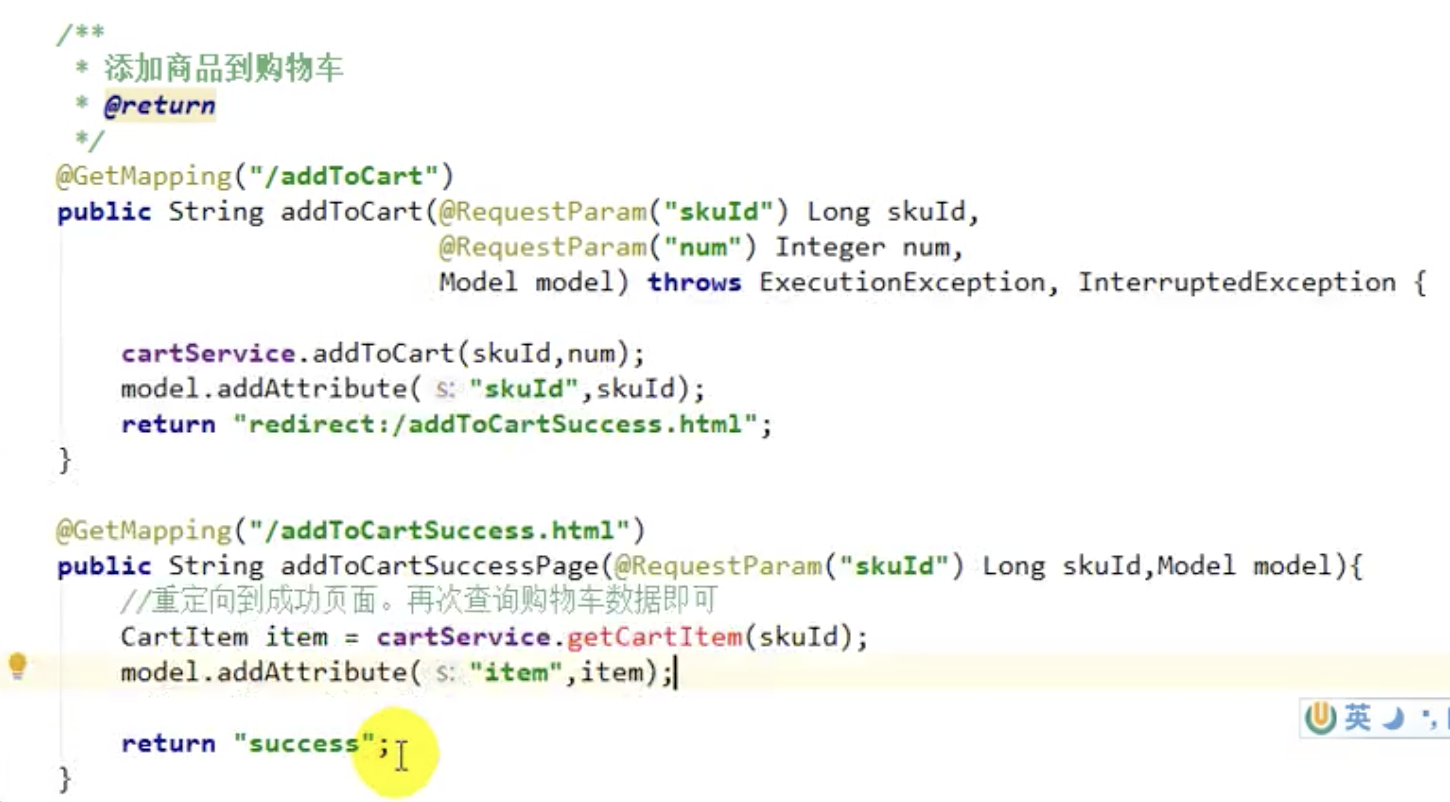 /**
 * 添加商品到购物车
 * @return
 */
@GetMapping("/addToCart")
public String addToCart(@RequestParam("skuId") Long skuId,
                        @RequestParam("num") Integer num,
                        Model model) throws ExecutionException, InterruptedException {
    cartService.addToCart(skuId,num);
    model.addAttribute( s: "skuId",skuId);
    return "redirect:/addToCartSuccess.html";
}
@GetMapping("/addToCartSuccess.html")
public String addToCartSuccessPage(@RequestParam("skuId") Long skuId,Model model){
    //重定向到成功页面。再次查询购物车数据即可
    CartItem item = cartService.getCartItem(skuId);
    model.addAttribute( s: "item",item);
    return "success";
}
英